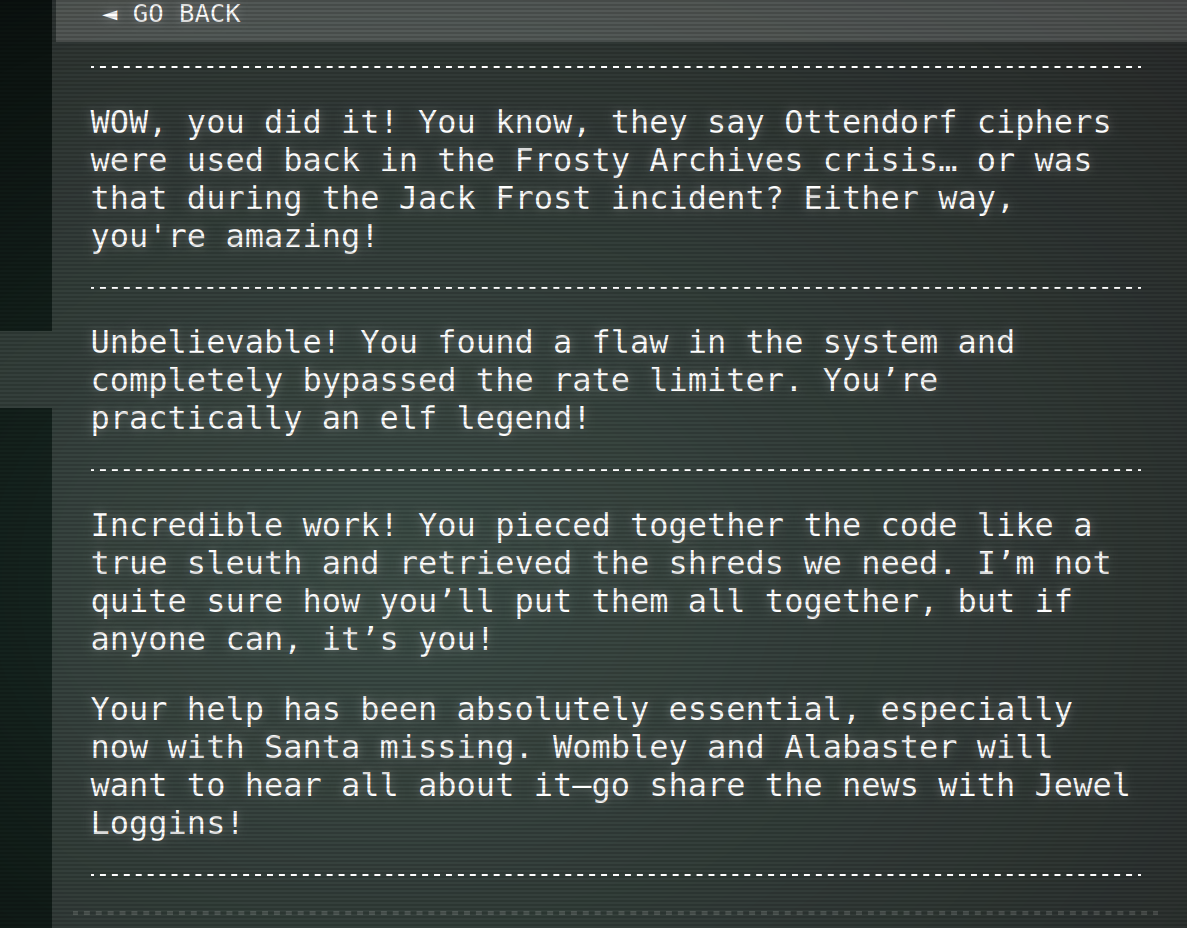 ◄ GO BACK
WOW, you did it! You know, they say Ottendorf ciphers
were used back in the Frosty Archives crisis… or was
that during the Jack Frost incident? Either way,
you're amazing!
Unbelievable! You found a flaw in the system and
completely bypassed the rate limiter. You’re
practically an elf legend!
Incredible work! You pieced together the code like a
true sleuth and retrieved the shreds we need. I’m not
quite sure how you’ll put them all together, but if
anyone can, it’s you!
Your help has been absolutely essential, especially
now with Santa missing. Wombley and Alabaster will
want to hear all about it—go share the news with Jewel
Loggins!